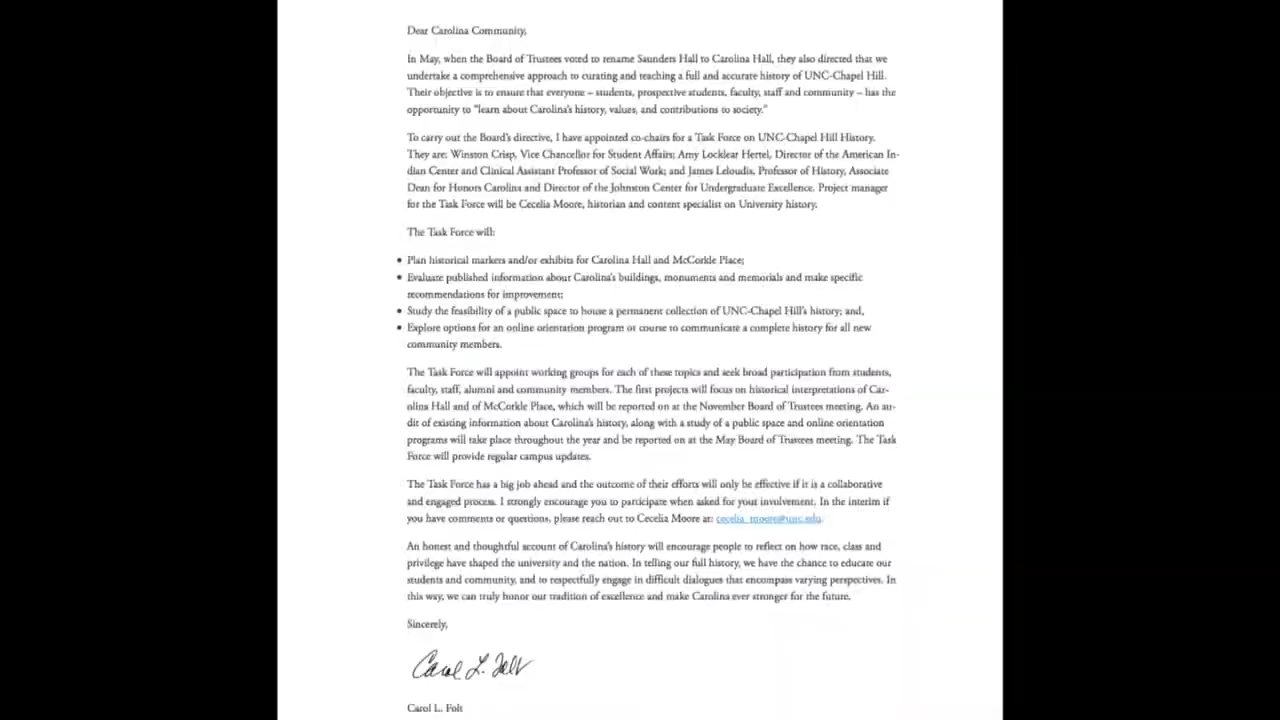 Dear Carolina Community,
In May, when the Board of Trustees voted to rename Saunders Hall to Carolina Hall, they also directed that we
undertake a comprehensive approach to curating and teaching a full and accurate history of UNC-Chapel Hill.
Their objective is to ensure that everyone – students, prospective students, faculty, staff and community – has the
opportunity to "learn about Carolina's history, values, and contributions to society."
To carry out the Board's directive, I have appointed co-chairs for a Task Force on UNC-Chapel Hill History.
They are: Winston Crisp, Vice Chancellor for Student Affairs; Amy Locklear Hertel, Director of the American In-
dian Center and Clinical Assistant Professor of Social Work; and James Leloudis, Professor of History, Associate
Dean for Honors Carolina and Director of the Johnston Center for Undergraduate Excellence. Project manager
for the Task Force will be Cecelia Moore, historian and content specialist on University history.
The Task Force will:
• Plan historical markers and/or exhibits for Carolina Hall and McCorkle Place;
• Evaluate published information about Carolina's buildings, monuments and memorials and make specific
recommendations for improvement;
• Study the feasibility of a public space to house a permanent collection of UNC-Chapel Hill's history; and,
• Explore options for an online orientation program or course to communicate a complete history for all new
community members.
The Task Force will appoint working groups for each of these topics and seek broad participation from students,
faculty, staff, alumni and community members. The first projects will focus on historical interpretations of Car-
olina Hall and of McCorkle Place, which will be reported on at the November Board of Trustees meeting. An au-
dit of existing information about Carolina's history, along with a study of a public space and online orientation
programs will take place throughout the year and be reported on at the May Board of Trustees meeting. The Task
Force will provide regular campus updates.
The Task Force has a big job ahead and the outcome of their efforts will only be effective if it is a collaborative
and engaged process. I strongly encourage you to participate when asked for your involvement. In the interim if
you have comments or questions, please reach out to Cecelia Moore at: cecelia_moore@unc.edu.
An honest and thoughtful account of Carolina's history will encourage people to reflect on how race, class and
privilege have shaped the university and the nation. In telling our full history, we have the chance to educate our
students and community, and to respectfully engage in difficult dialogues that encompass varying perspectives. In
this way, we can truly honor our tradition of excellence and make Carolina ever stronger for the future.
Sincerely,
Carol L. Folt
Carol L. Folt